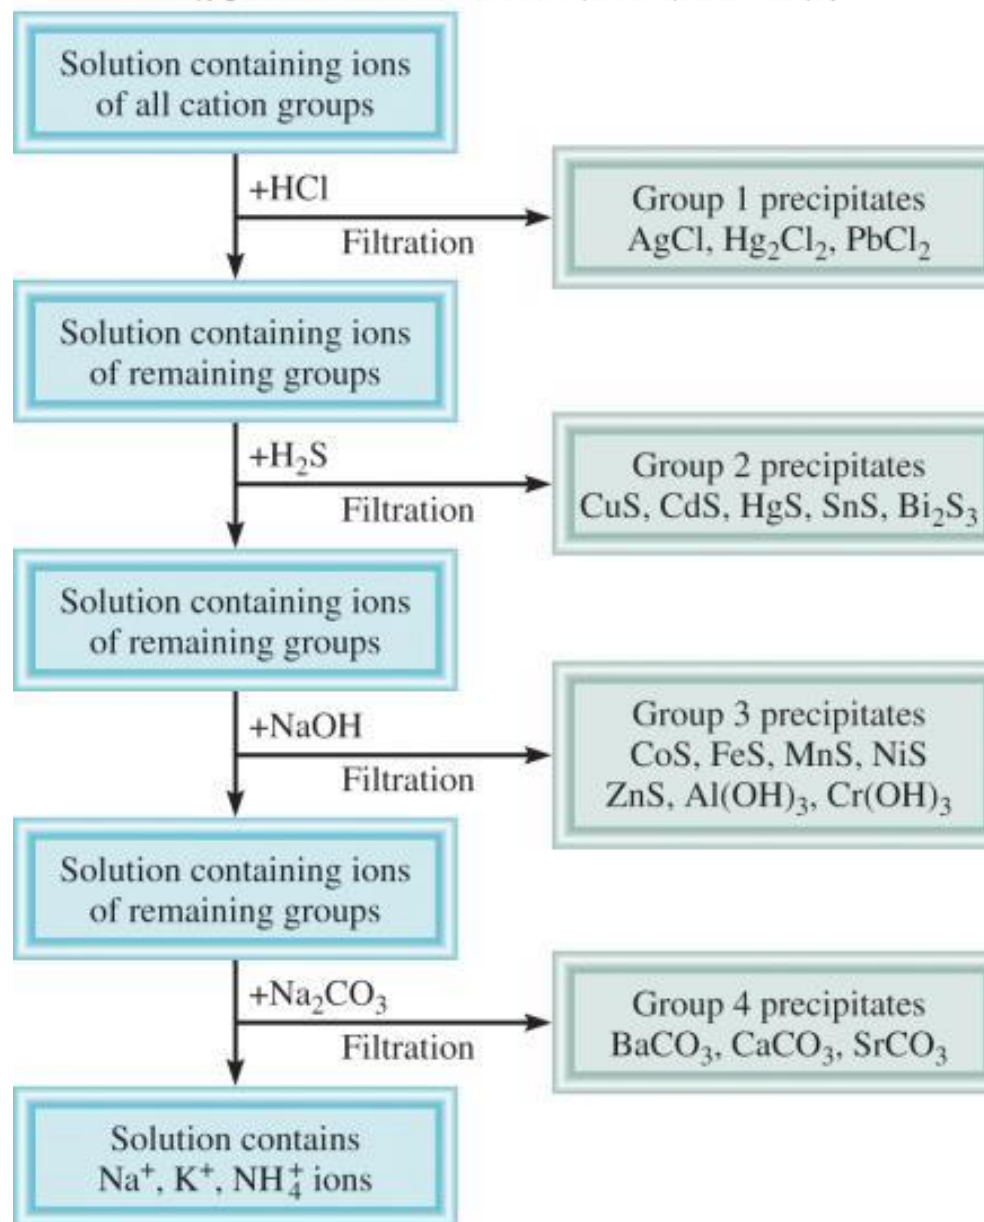 Solution containing ions
of all cation groups
+HCl
Filtration
Group 1 precipitates
AgCl, Hg₂Cl₂, PbCl₂
Solution containing ions
of remaining groups
+H₂S
Filtration
Group 2 precipitates
CuS, CdS, HgS, SnS, Bi₂S₃
Solution containing ions
of remaining groups
+NaOH
Filtration
Group 3 precipitates
CoS, FeS, MnS, NiS
ZnS, Al(OH)₃, Cr(OH)₃
Solution containing ions
of remaining groups
+Na₂CO₃
Filtration
Group 4 precipitates
BaCO₃, CaCO₃, SrCO₃
Solution contains
Na⁺, K⁺, NH₄⁺ ions